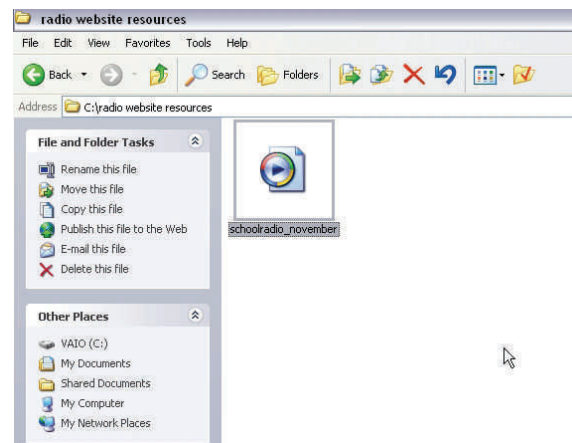 radio website resources
File Edit View Favorites Tools Help
Back Search Folders
Address C:\radio website resources
File and Folder Tasks
Rename this file
Move this file
Copy this file
Publish this file to the Web
E-mail this file
Delete this file
schoolradio_november
Other Places
VAIO (C:)
My Documents
Shared Documents
My Computer
My Network Places